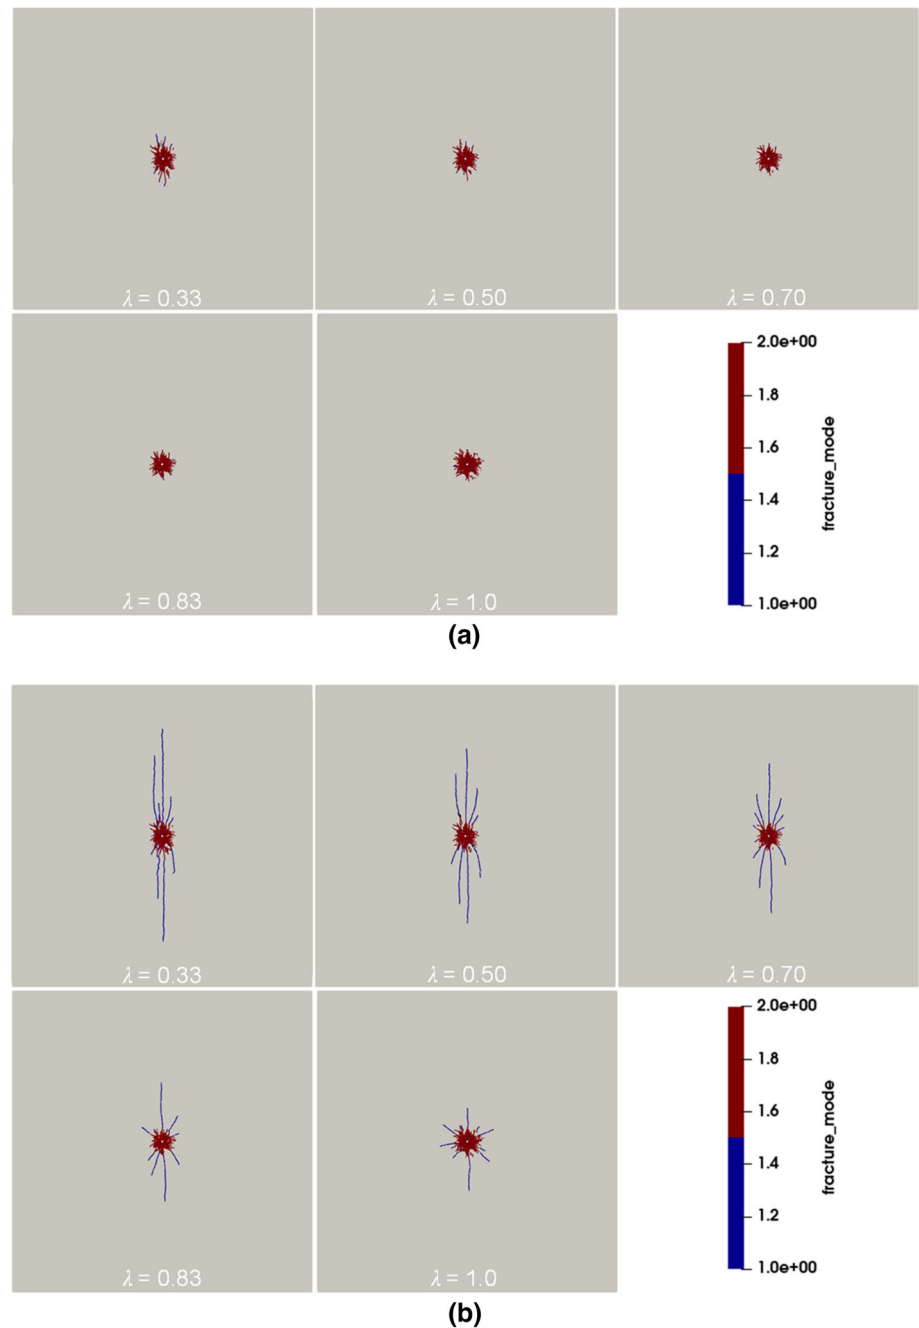 λ = 0.33
λ = 0.50
λ = 0.70
λ = 0.83
λ = 1.0
2.0e+00
1.8
1.6
1.4
1.2
1.0e+00
fracture_mode
(a)
λ = 0.33
λ = 0.50
λ = 0.70
λ = 0.83
λ = 1.0
2.0e+00
1.8
1.6
1.4
1.2
1.0e+00
fracture_mode
(b)